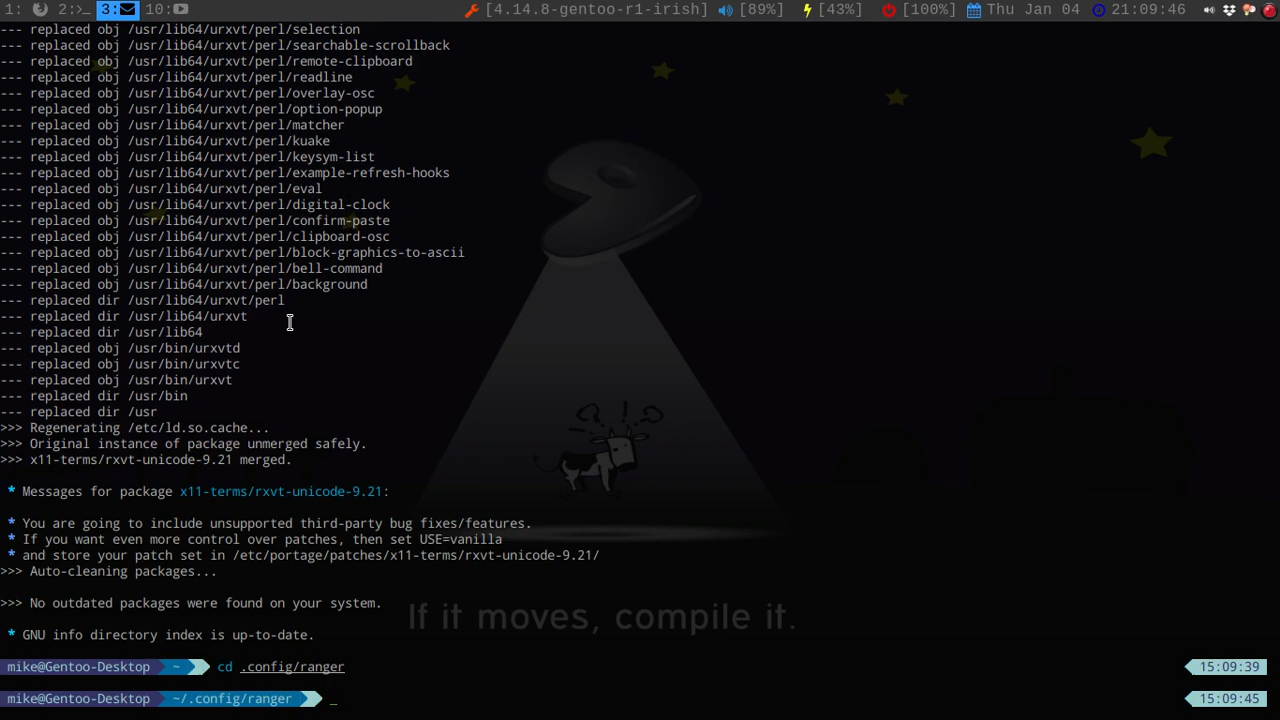 1: 2: 3: 10: [4.14.8-gentoo-r1-irish] [89%] [43%] [100%] Thu Jan 04 21:09:46
--- replaced obj /usr/lib64/urxvt/perl/selection
--- replaced obj /usr/lib64/urxvt/perl/searchable-scrollback
--- replaced obj /usr/lib64/urxvt/perl/remote-clipboard
--- replaced obj /usr/lib64/urxvt/perl/readline
--- replaced obj /usr/lib64/urxvt/perl/overlay-osc
--- replaced obj /usr/lib64/urxvt/perl/option-popup
--- replaced obj /usr/lib64/urxvt/perl/matcher
--- replaced obj /usr/lib64/urxvt/perl/kuake
--- replaced obj /usr/lib64/urxvt/perl/keysym-list
--- replaced obj /usr/lib64/urxvt/perl/example-refresh-hooks
--- replaced obj /usr/lib64/urxvt/perl/eval
--- replaced obj /usr/lib64/urxvt/perl/digital-clock
--- replaced obj /usr/lib64/urxvt/perl/confirm-paste
--- replaced obj /usr/lib64/urxvt/perl/clipboard-osc
--- replaced obj /usr/lib64/urxvt/perl/block-graphics-to-ascii
--- replaced obj /usr/lib64/urxvt/perl/bell-command
--- replaced obj /usr/lib64/urxvt/perl/background
--- replaced dir /usr/lib64/urxvt/perl
--- replaced dir /usr/lib64/urxvt
--- replaced dir /usr/lib64
--- replaced obj /usr/bin/urxvtd
--- replaced obj /usr/bin/urxvtc
--- replaced obj /usr/bin/urxvt
--- replaced dir /usr/bin
--- replaced dir /usr
>>> Regenerating /etc/ld.so.cache...
>>> Original instance of package unmerged safely.
>>> x11-terms/rxvt-unicode-9.21 merged.
* Messages for package x11-terms/rxvt-unicode-9.21:
* You are going to include unsupported third-party bug fixes/features.
* If you want even more control over patches, then set USE=vanilla
* and store your patch set in /etc/portage/patches/x11-terms/rxvt-unicode-9.21/
>>> Auto-cleaning packages...
>>> No outdated packages were found on your system.
If it moves, compile it.
* GNU info directory index is up-to-date.
mike@Gentoo-Desktop ~ cd .config/ranger 15:09:39
mike@Gentoo-Desktop ~/.config/ranger _ 15:09:45